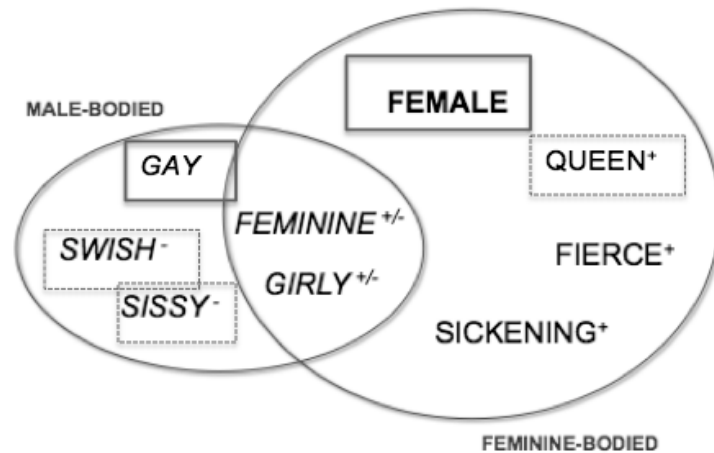 FEMALE
MALE-BODIED
GAY
QUEEN⁺
FEMININE⁺/⁻
SWISH⁻
FIERCE⁺
GIRLY⁺/⁻
SISSY⁻
SICKENING⁺
FEMININE-BODIED